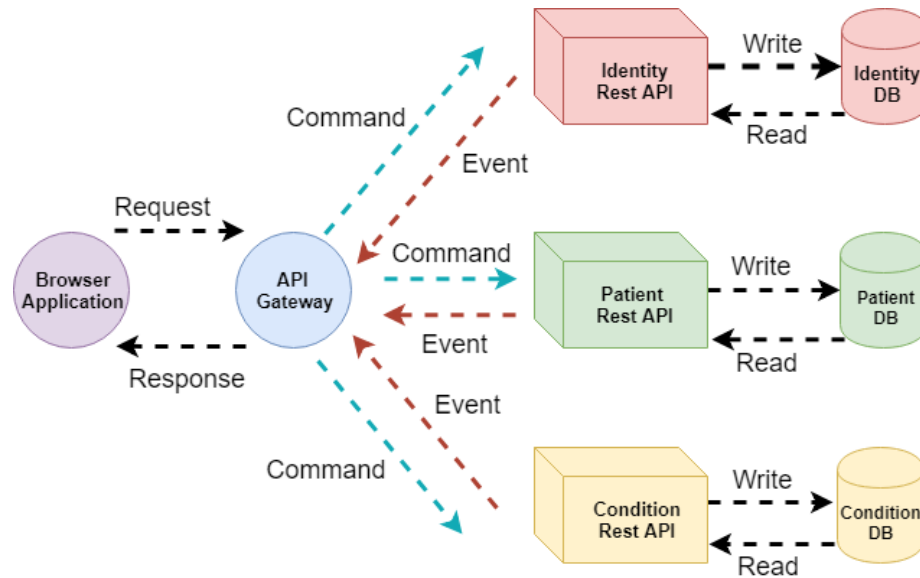 Write
Identity
Rest API
Identity
DB
Command
Read
Event
Request
Command
Write
Browser
Application
API
Gateway
Patient
Rest API
Patient
DB
Event
Read
Response
Event
Command
Write
Condition
Rest API
Condition
DB
Read